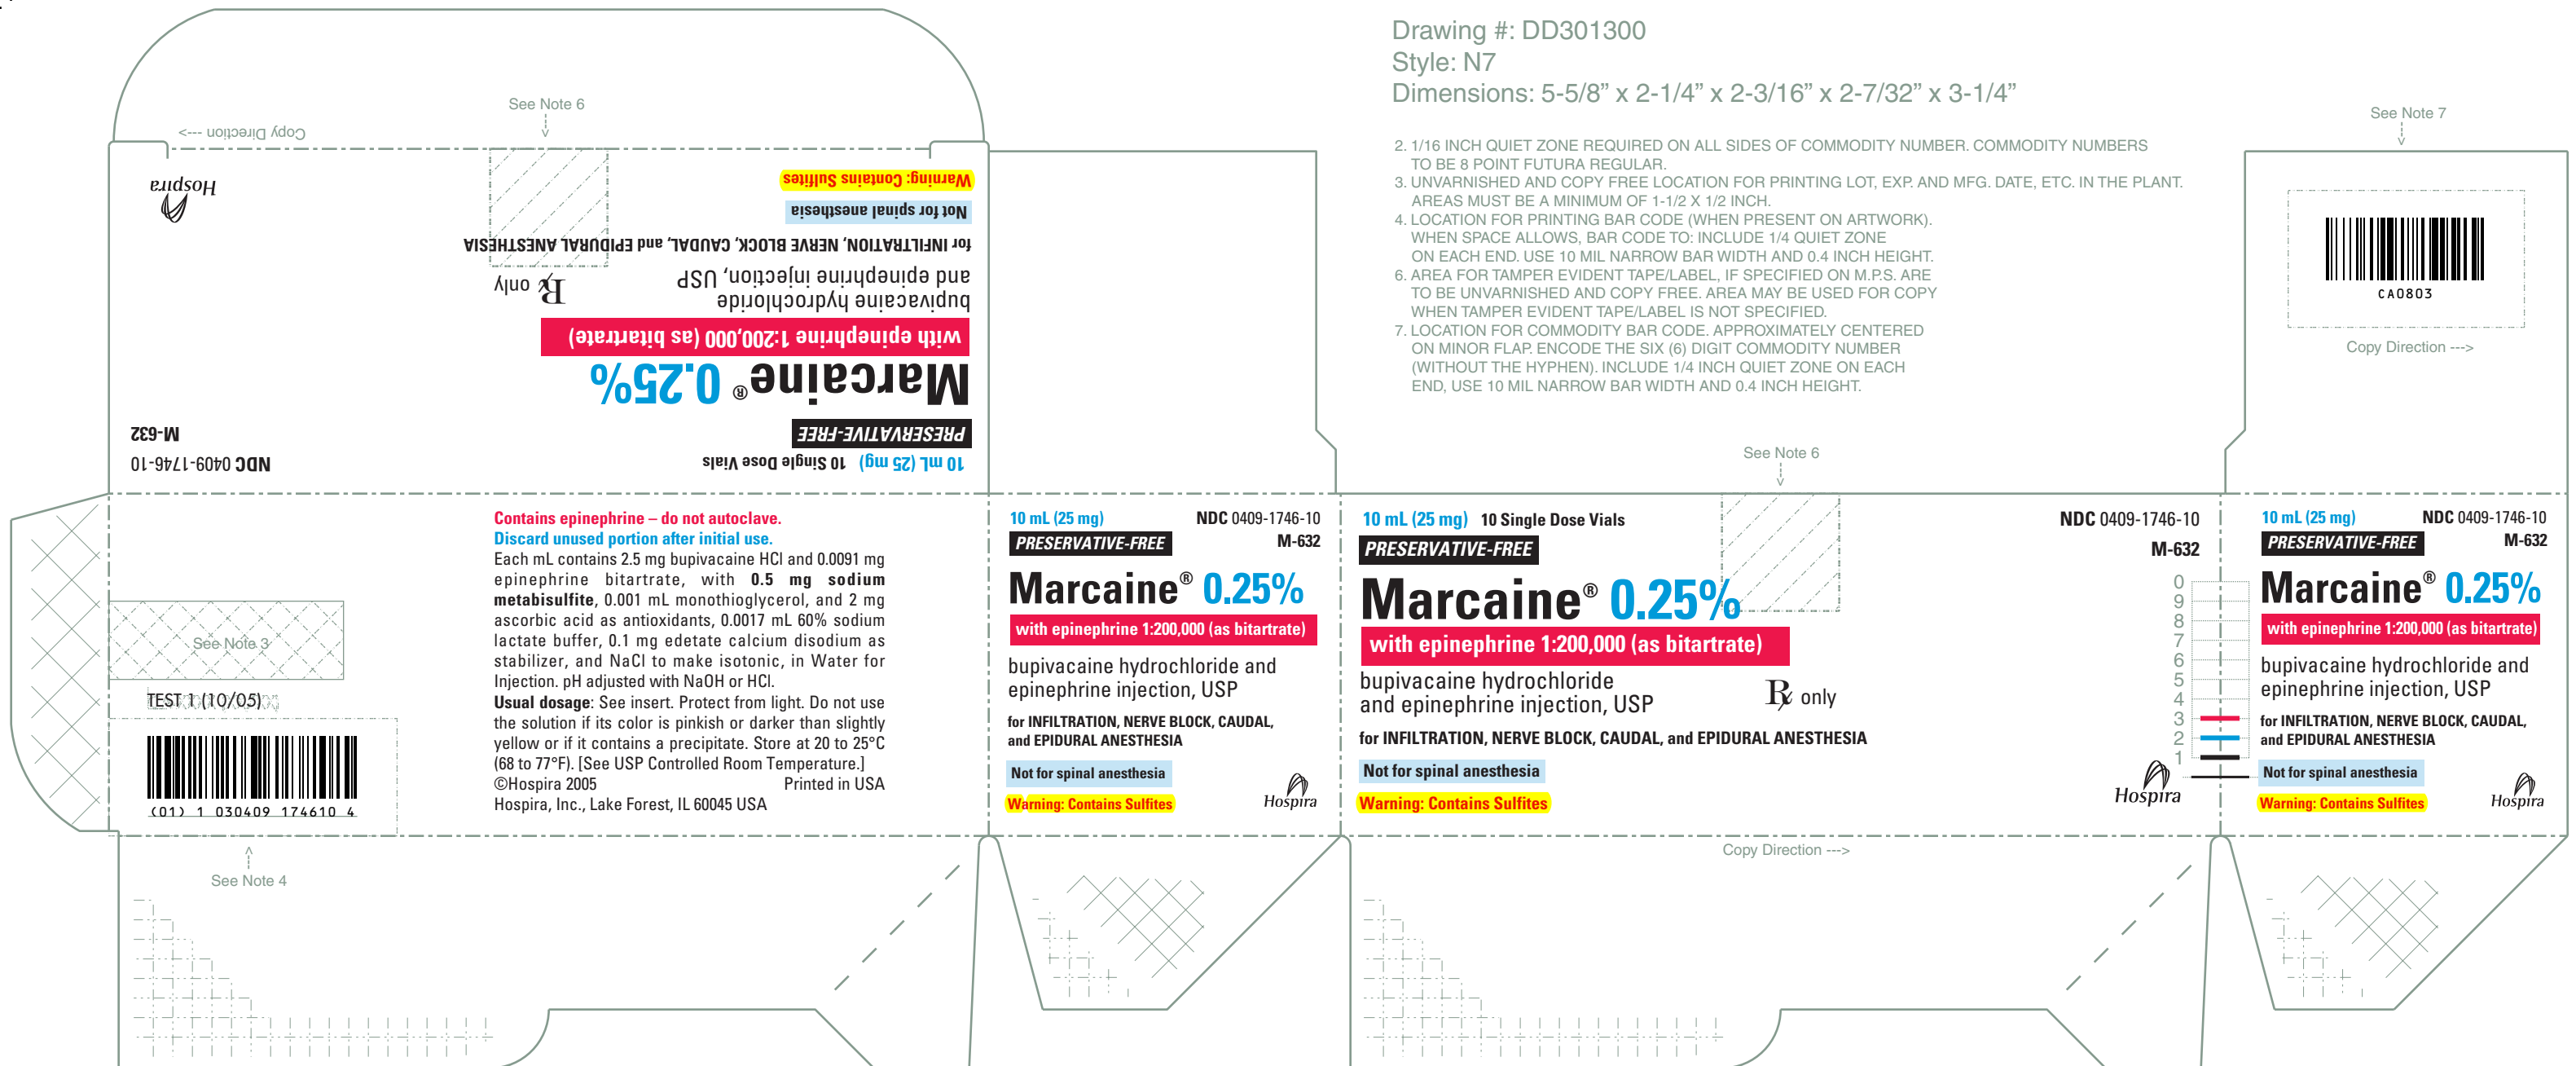 Drawing #: DD301300
Style: N7
Dimensions: 5-5/8” x 2-1/4” x 2-3/16” x 2-7/32” x 3-1/4”
2. 1/16 INCH QUIET ZONE REQUIRED ON ALL SIDES OF COMMODITY NUMBER. COMMODITY NUMBERS
TO BE 8 POINT FUTURA REGULAR.
3. UNVARNISHED AND COPY FREE LOCATION FOR PRINTING LOT, EXP. AND MFG. DATE, ETC. IN THE PLANT.
AREAS MUST BE A MINIMUM OF 1-1/2 X 1/2 INCH.
4. LOCATION FOR PRINTING BAR CODE (WHEN PRESENT ON ARTWORK).
WHEN SPACE ALLOWS, BAR CODE TO: INCLUDE 1/4 QUIET ZONE
ON EACH END. USE 10 MIL NARROW BAR WIDTH AND 0.4 INCH HEIGHT.
6. AREA FOR TAMPER EVIDENT TAPE/LABEL, IF SPECIFIED ON M.P.S. ARE
TO BE UNVARNISHED AND COPY FREE. AREA MAY BE USED FOR COPY
WHEN TAMPER EVIDENT TAPE/LABEL IS NOT SPECIFIED.
7. LOCATION FOR COMMODITY BAR CODE. APPROXIMATELY CENTERED
ON MINOR FLAP. ENCODE THE SIX (6) DIGIT COMMODITY NUMBER
(WITHOUT THE HYPHEN). INCLUDE 1/4 INCH QUIET ZONE ON EACH
END, USE 10 MIL NARROW BAR WIDTH AND 0.4 INCH HEIGHT.
See Note 7
CA0803
Copy Direction --->
See Note 6
Copy Direction --->
10 mL (25 mg) 10 Single Dose Vials
NDC 0409-1746-10
PRESERVATIVE-FREE
M-632
Marcaine® 0.25%
with epinephrine 1:200,000 (as bitartrate)
bupivacaine hydrochloride
and epinephrine injection, USP
Rx only
for INFILTRATION, NERVE BLOCK, CAUDAL, and EPIDURAL ANESTHESIA
Not for spinal anesthesia
Warning: Contains Sulfites
Hospira
See Note 3
TEST 1 (10/05)
(01) 1 030409 174610 4
See Note 4
Contains epinephrine – do not autoclave.
Discard unused portion after initial use.
Each mL contains 2.5 mg bupivacaine HCl and 0.0091 mg
epinephrine bitartrate, with 0.5 mg sodium
metabisulfite, 0.001 mL monothioglycerol, and 2 mg
ascorbic acid as antioxidants, 0.0017 mL 60% sodium
lactate buffer, 0.1 mg edetate calcium disodium as
stabilizer, and NaCl to make isotonic, in Water for
Injection. pH adjusted with NaOH or HCl.
Usual dosage: See insert. Protect from light. Do not use
the solution if its color is pinkish or darker than slightly
yellow or if it contains a precipitate. Store at 20 to 25°C
(68 to 77°F). [See USP Controlled Room Temperature.]
©Hospira 2005 Printed in USA
Hospira, Inc., Lake Forest, IL 60045 USA
10 mL (25 mg) NDC 0409-1746-10
PRESERVATIVE-FREE M-632
Marcaine® 0.25%
with epinephrine 1:200,000 (as bitartrate)
bupivacaine hydrochloride and
epinephrine injection, USP
for INFILTRATION, NERVE BLOCK, CAUDAL,
and EPIDURAL ANESTHESIA
Not for spinal anesthesia
Warning: Contains Sulfites
Hospira
See Note 6
10 mL (25 mg) 10 Single Dose Vials
NDC 0409-1746-10
PRESERVATIVE-FREE
M-632
Marcaine® 0.25%
with epinephrine 1:200,000 (as bitartrate)
bupivacaine hydrochloride
and epinephrine injection, USP
Rx only
for INFILTRATION, NERVE BLOCK, CAUDAL, and EPIDURAL ANESTHESIA
Not for spinal anesthesia
Warning: Contains Sulfites
Hospira
Copy Direction --->
0
9
8
7
6
5
4
3
2
1
10 mL (25 mg) NDC 0409-1746-10
PRESERVATIVE-FREE M-632
Marcaine® 0.25%
with epinephrine 1:200,000 (as bitartrate)
bupivacaine hydrochloride and
epinephrine injection, USP
for INFILTRATION, NERVE BLOCK, CAUDAL,
and EPIDURAL ANESTHESIA
Not for spinal anesthesia
Warning: Contains Sulfites
Hospira